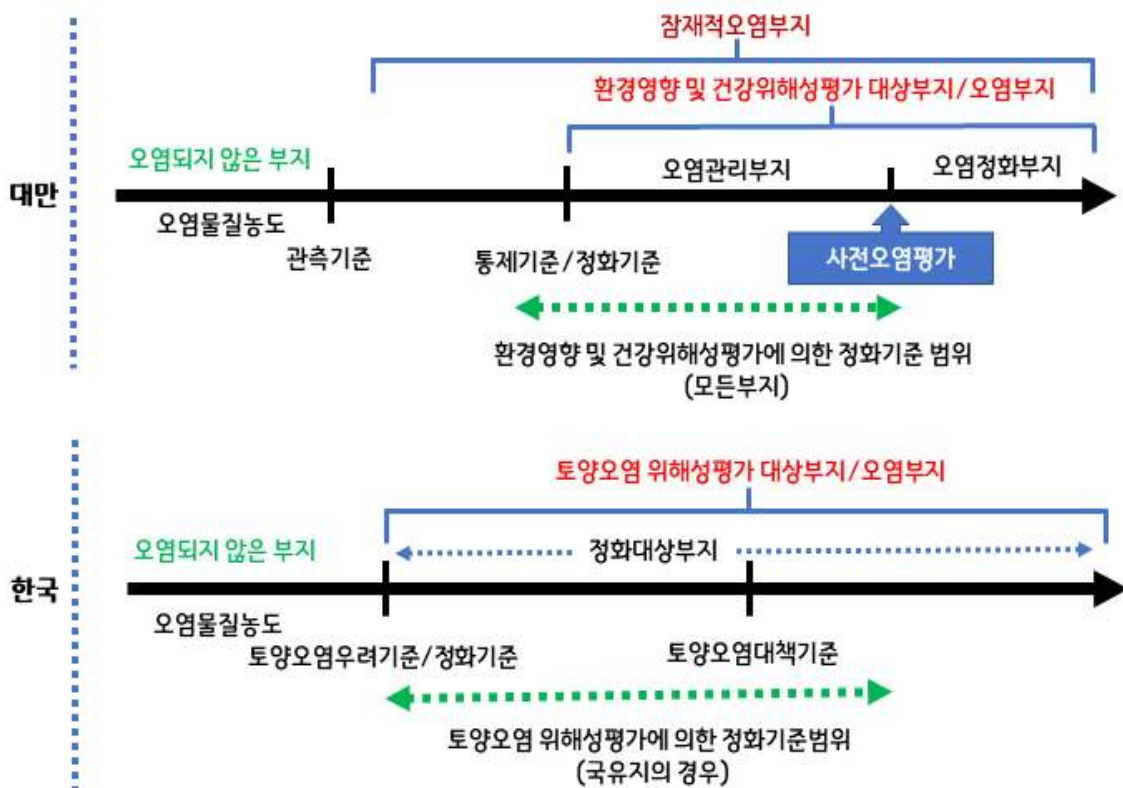 잠재적오염부지
환경영향 및 건강위해성평가 대상부지/오염부지
오염되지 않은 부지
오염관리부지
오염정화부지
대만
오염물질농도
관측기준
통제기준/정화기준
사전오염평가
환경영향 및 건강위해성평가에 의한 정화기준 범위
(모든부지)
토양오염 위해성평가 대상부지/오염부지
오염되지 않은 부지
정화대상부지
한국
오염물질농도
토양오염우려기준/정화기준
토양오염대책기준
토양오염 위해성평가에 의한 정화기준범위
(국유지의 경우)